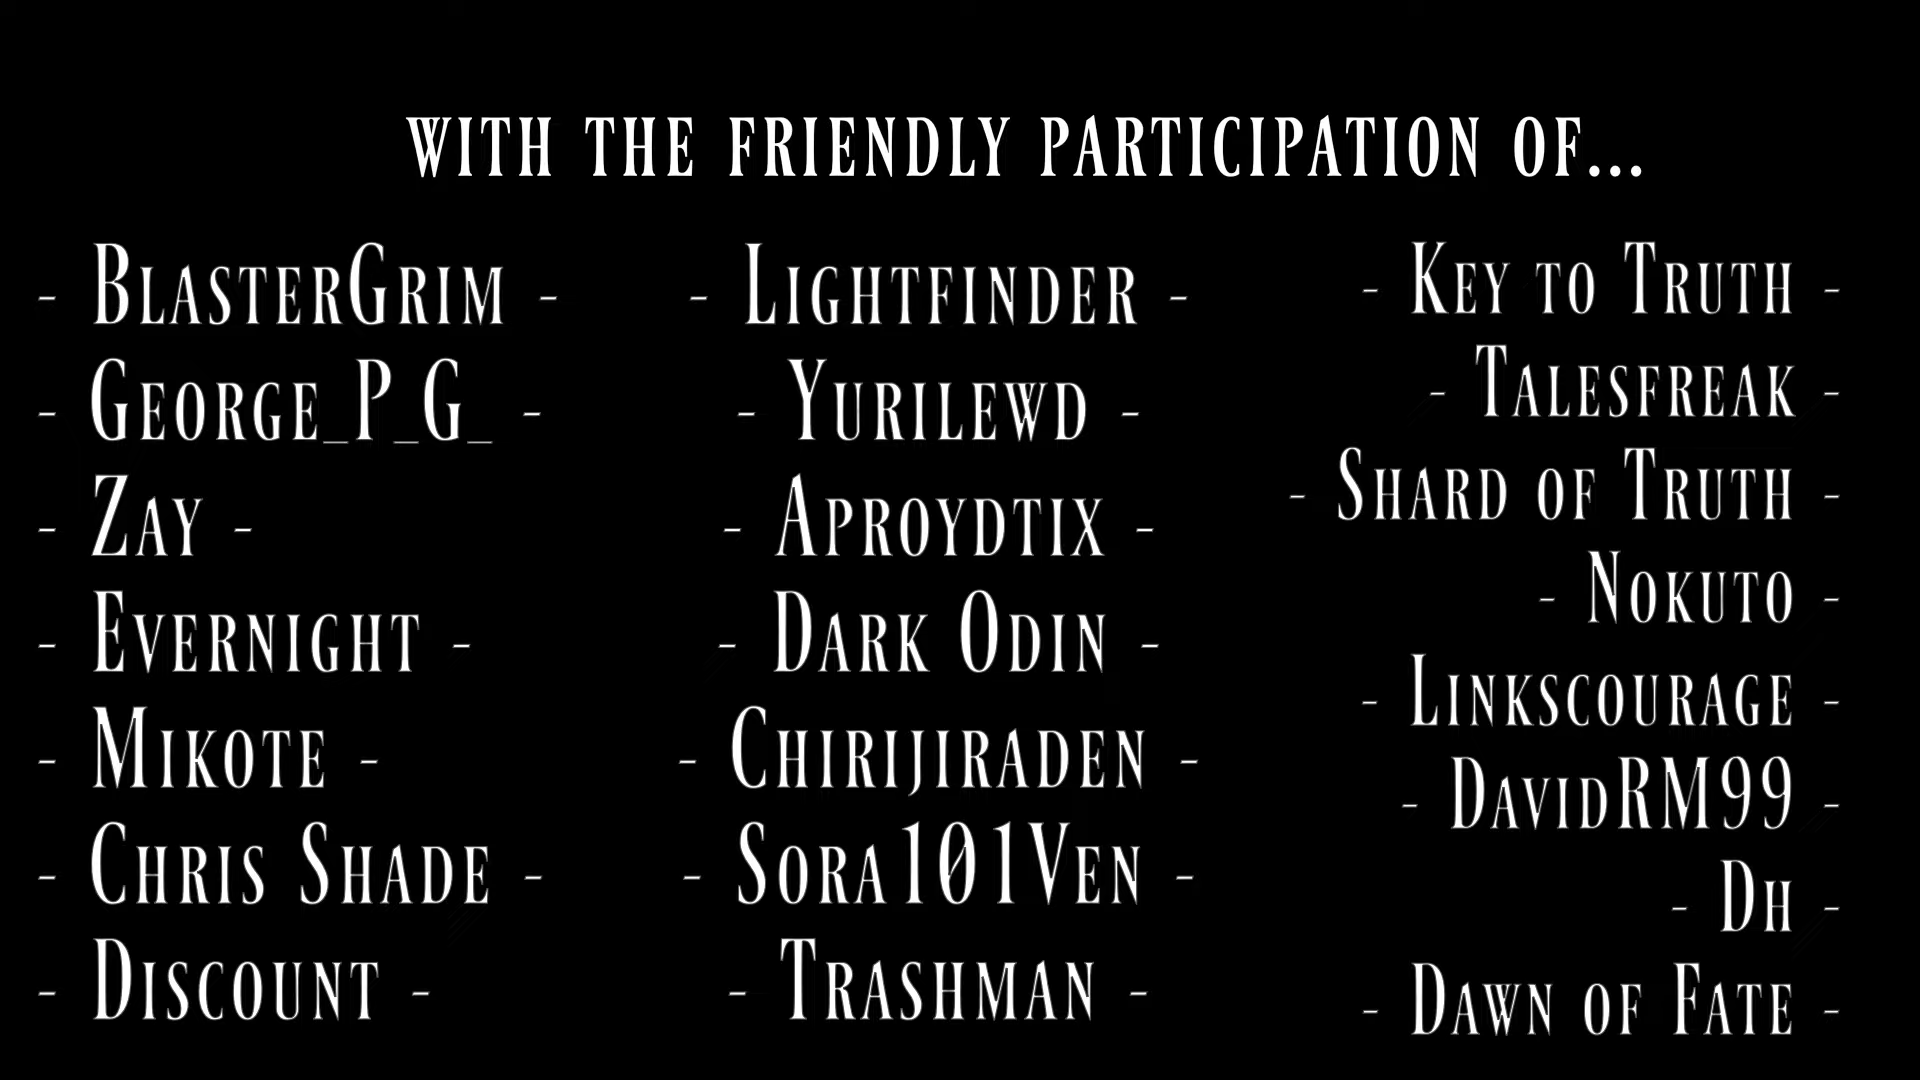 WITH THE FRIENDLY PARTICIPATION OF...
- BlasterGrim -
- George_P_G_ -
- Zay -
- Evernight -
- Mikote -
- Chris Shade -
- Discount -
- Lightfinder -
- Yurilewd -
- Aproydtix -
- Dark Odin -
- Chirijiraden -
- Sora101Ven -
- Trashman -
- Key to Truth -
- Talesfreak -
- Shard of Truth -
- Nokuto -
- Linkscourage -
- DavidRM99 -
- Dh -
- Dawn of Fate -